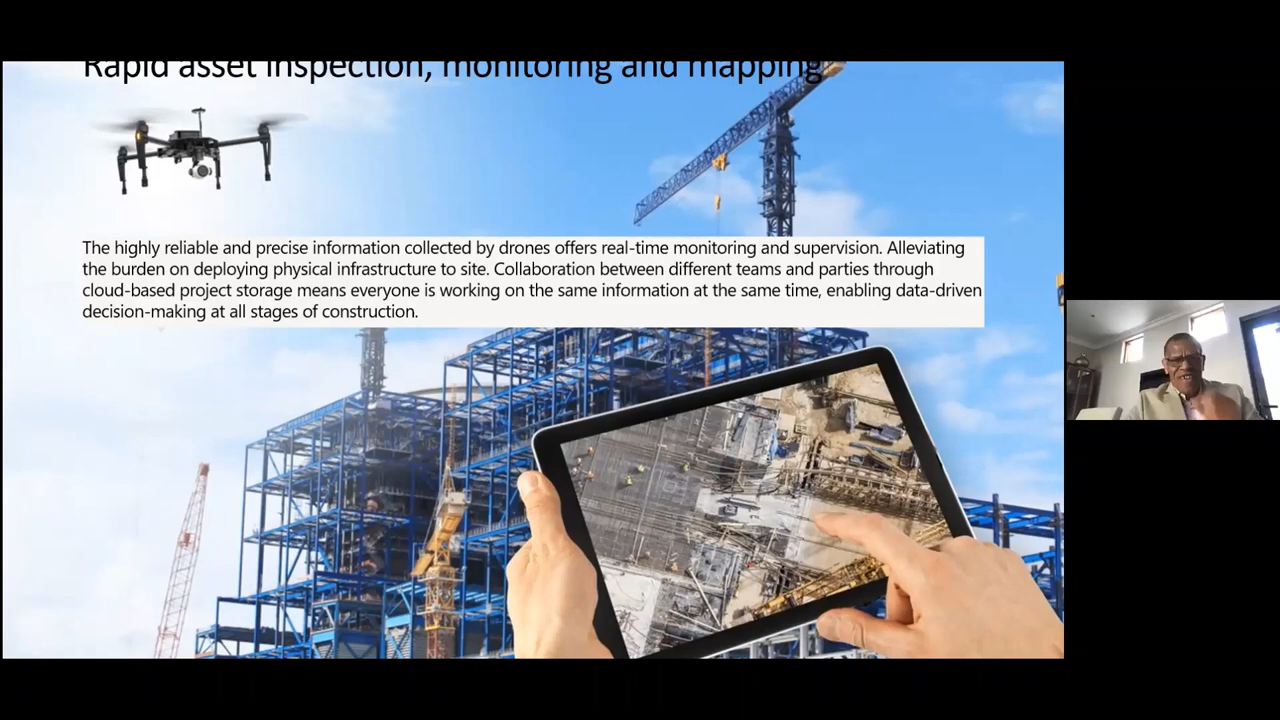 Rapid asset inspection, monitoring and mapping
The highly reliable and precise information collected by drones offers real-time monitoring and supervision. Alleviating
the burden on deploying physical infrastructure to site. Collaboration between different teams and parties through
cloud-based project storage means everyone is working on the same information at the same time, enabling data-driven
decision-making at all stages of construction.